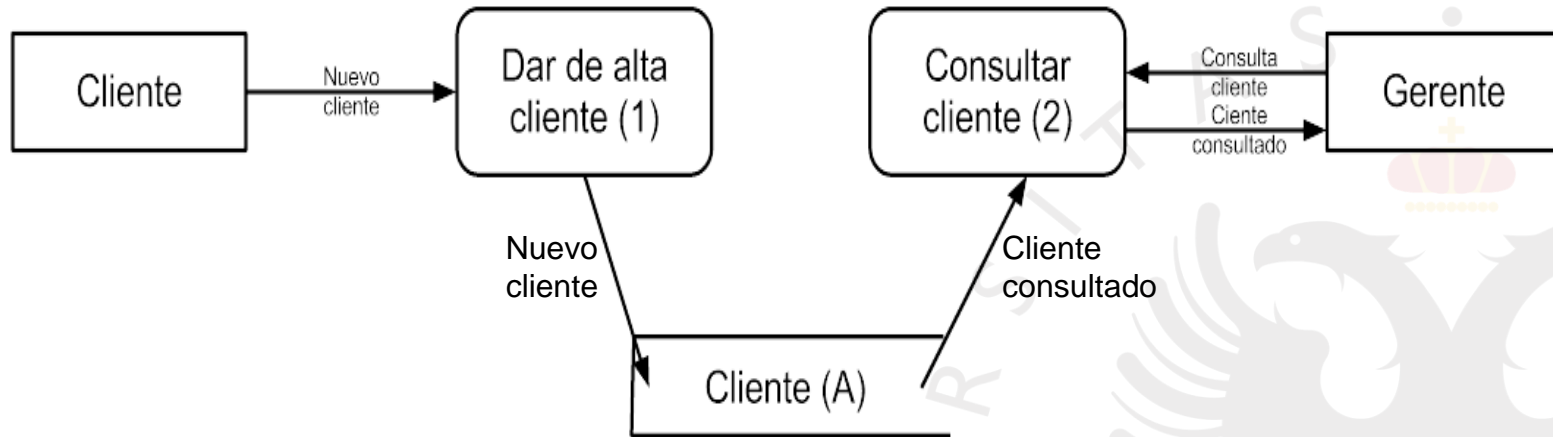 Cliente
Nuevo
cliente
Dar de alta
cliente (1)
Consultar
cliente (2)
Consulta
cliente
Ciente
consultado
Gerente
Nuevo
cliente
Cliente
consultado
Cliente (A)
R S I T A S